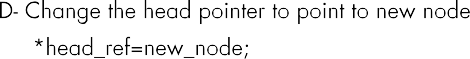 D- Change the head pointer to point to new node
*head_ref=new_node;